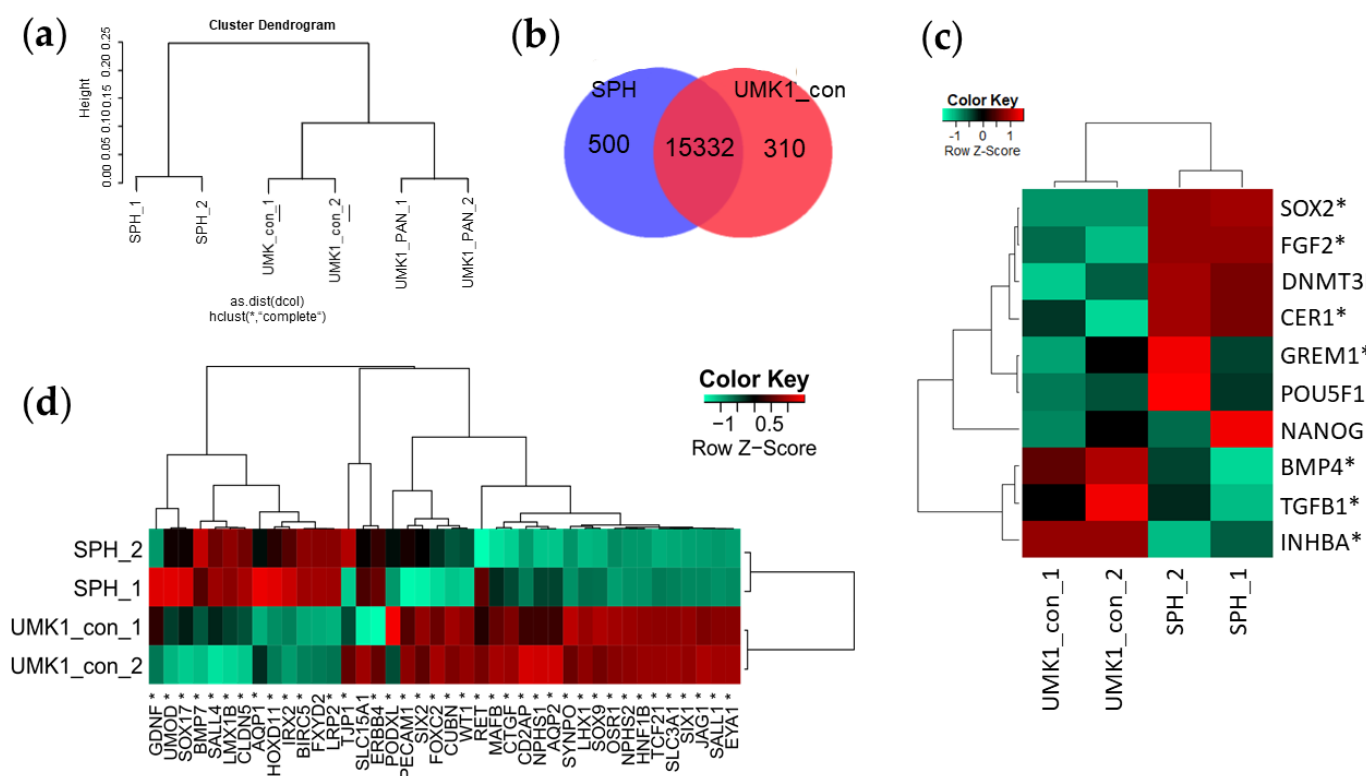 (a)
Cluster Dendrogram
Height
0.00 0.05 0.10 0.15 0.20 0.25
SPH_1
SPH_2
UMK_con_1
UMK1_con_2
UMK1_PAN_1
UMK1_PAN_2
as.dist(dcol)
hclust(*,“complete“)
(b)
SPH
UMK1_con
500
15332
310
(c)
Color Key
-1 0 1
Row Z-Score
SOX2*
FGF2*
DNMT3
CER1*
GREM1*
POU5F1
NANOG
BMP4*
TGFB1*
INHBA*
UMK1_con_1
UMK1_con_2
SPH_2
SPH_1
(d)
Color Key
−1 0.5
Row Z−Score
SPH_2
SPH_1
UMK1_con_1
UMK1_con_2
GDNF *
UMOD *
SOX17 *
BMP7 *
SALL4 *
LMX1B *
CLDN5 *
AQP1 *
HOXD11 *
IRX2 *
BIRC5 *
FXYD2
LRP2 *
TJP1 *
SLC15A1
ERBB4 *
PODXL *
PECAM1 *
SIX2 *
FOXC2 *
CUBN *
WT1 *
RET *
MAFB *
CTGF *
CD2AP *
NPHS1 *
AQP2 *
SYNPO *
LHX1 *
SOX9 *
OSR1 *
NPHS2 *
HNF1B *
TCF21 *
SLC3A1 *
SIX1 *
JAG1 *
SALL1 *
EYA1 *